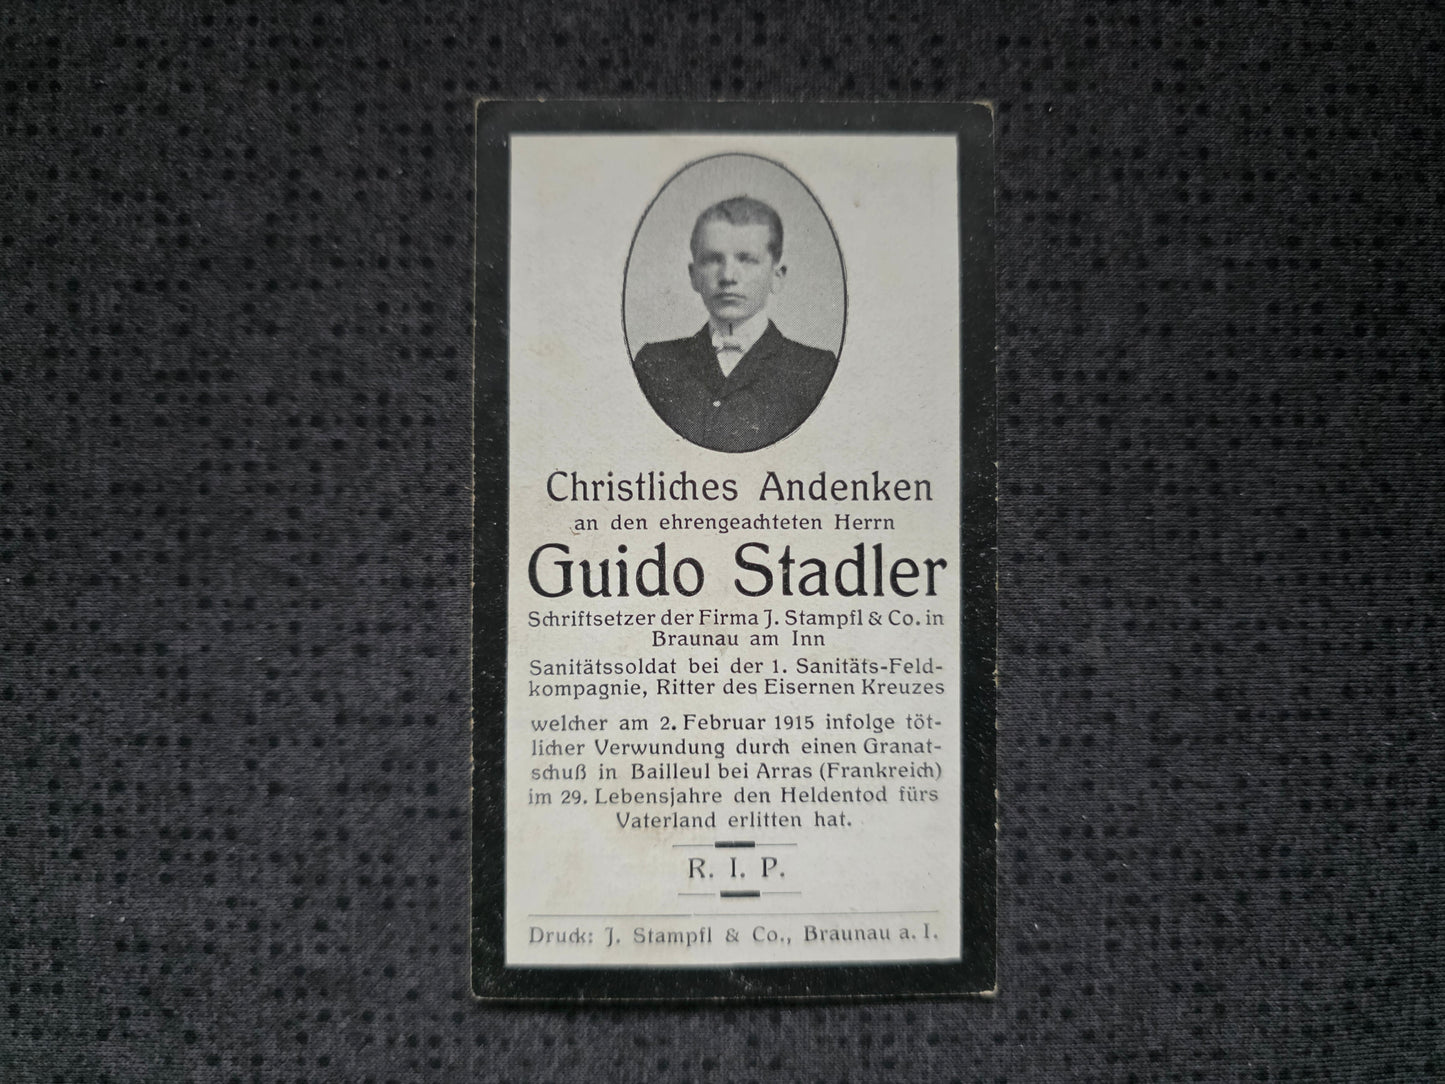 Christliches Andenken
an den ehrengeachteten Herrn
Guido Stadler
Schriftsetzer der Firma J. Stampfl & Co. in
Braunau am Inn
Sanitätssoldat bei der 1. Sanitäts-Feld-
kompagnie, Ritter des Eisernen Kreuzes
welcher am 2. Februar 1915 infolge töt-
licher Verwundung durch einen Granat-
schuß in Bailleul bei Arras (Frankreich)
im 29. Lebensjahre den Heldentod fürs
Vaterland erlitten hat.
R. I. P.
Druck: J. Stampfl & Co., Braunau a. I.